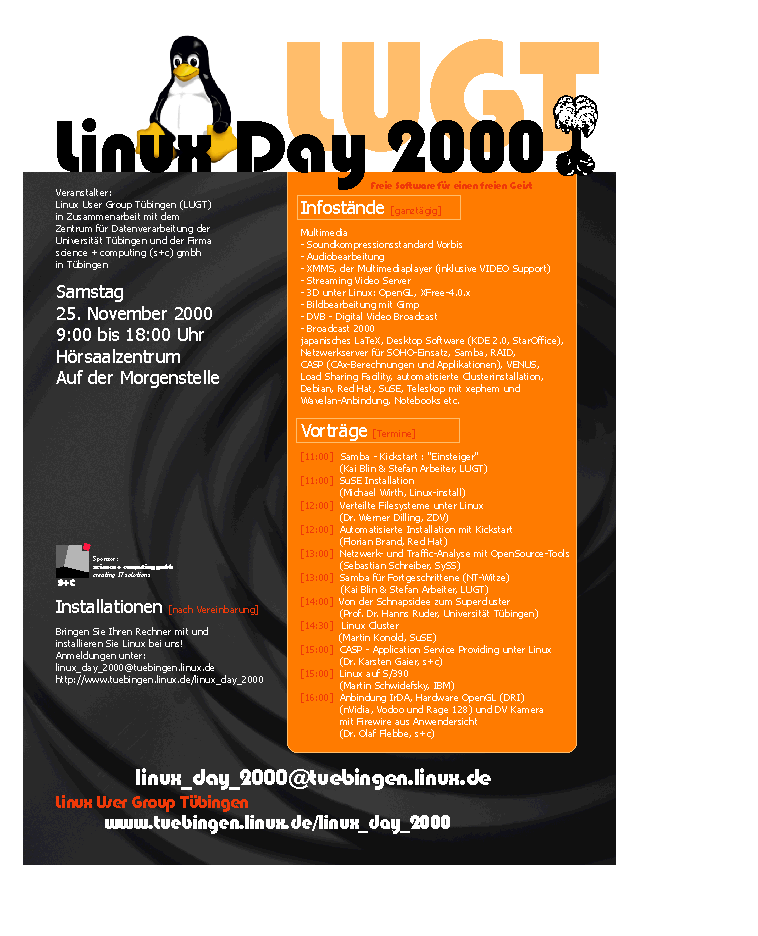 LUGT
Linux Day 2000
Freie Software für einen freien Geist
Veranstalter:
Linux User Group Tübingen (LUGT)
in Zusammenarbeit mit dem
Zentrum für Datenverarbeitung der
Universität Tübingen und der Firma
science + computing (s+c) gmbh
in Tübingen
Samstag
25. November 2000
9:00 bis 18:00 Uhr
Hörsaalzentrum
Auf der Morgenstelle
s+c
Sponsor:
science + computing gmbh
creating IT solutions
Installationen [nach Vereinbarung]
Bringen Sie Ihren Rechner mit und
installieren Sie Linux bei uns!
Anmeldungen unter:
linux_day_2000@tuebingen.linux.de
http://www.tuebingen.linux.de/linux_day_2000
Infostände [ganztägig]
Multimedia
- Soundkompressionsstandard Vorbis
- Audiobearbeitung
- XMMS, der Multimediaplayer (inklusive VIDEO Support)
- Streaming Video Server
- 3D unter Linux: OpenGL, XFree-4.0.x
- Bildbearbeitung mit Gimp
- DVB - Digital Video Broadcast
- Broadcast 2000
japanisches LaTeX, Desktop Software (KDE 2.0, StarOffice),
Netzwerkserver für SOHO-Einsatz, Samba, RAID,
CASP (CAx-Berechnungen und Applikationen), VENUS,
Load Sharing Facility, automatisierte Clusterinstallation,
Debian, Red Hat, SuSE, Teleskop mit xephem und
Wavelan-Anbindung, Notebooks etc.
Vorträge [Termine]
[11:00] Samba - Kickstart : "Einsteiger"
(Kai Blin & Stefan Arbeiter, LUGT)
[11:00] SuSE Installation
(Michael Wirth, Linux-install)
[12:00] Verteilte Filesysteme unter Linux
(Dr. Werner Dilling, ZDV)
[12:00] Automatisierte Installation mit Kickstart
(Florian Brand, Red Hat)
[13:00] Netzwerk- und Traffic-Analyse mit OpenSource-Tools
(Sebastian Schreiber, SySS)
[13:00] Samba für Fortgeschrittene (NT-Witze)
(Kai Blin & Stefan Arbeiter, LUGT)
[14:00] Von der Schnapsidee zum Supercluster
(Prof. Dr. Hanns Ruder, Universität Tübingen)
[14:30] Linux Cluster
(Martin Konold, SuSE)
[15:00] CASP - Application Service Providing unter Linux
(Dr. Karsten Gaier, s+c)
[15:00] Linux auf S/390
(Martin Schwidefsky, IBM)
[16:00] Anbindung IrDA, Hardware OpenGL (DRI)
(nVidia, Vodoo und Rage 128) und DV Kamera
mit Firewire aus Anwendersicht
(Dr. Olaf Flebbe, s+c)
linux_day_2000@tuebingen.linux.de
Linux User Group Tübingen
www.tuebingen.linux.de/linux_day_2000